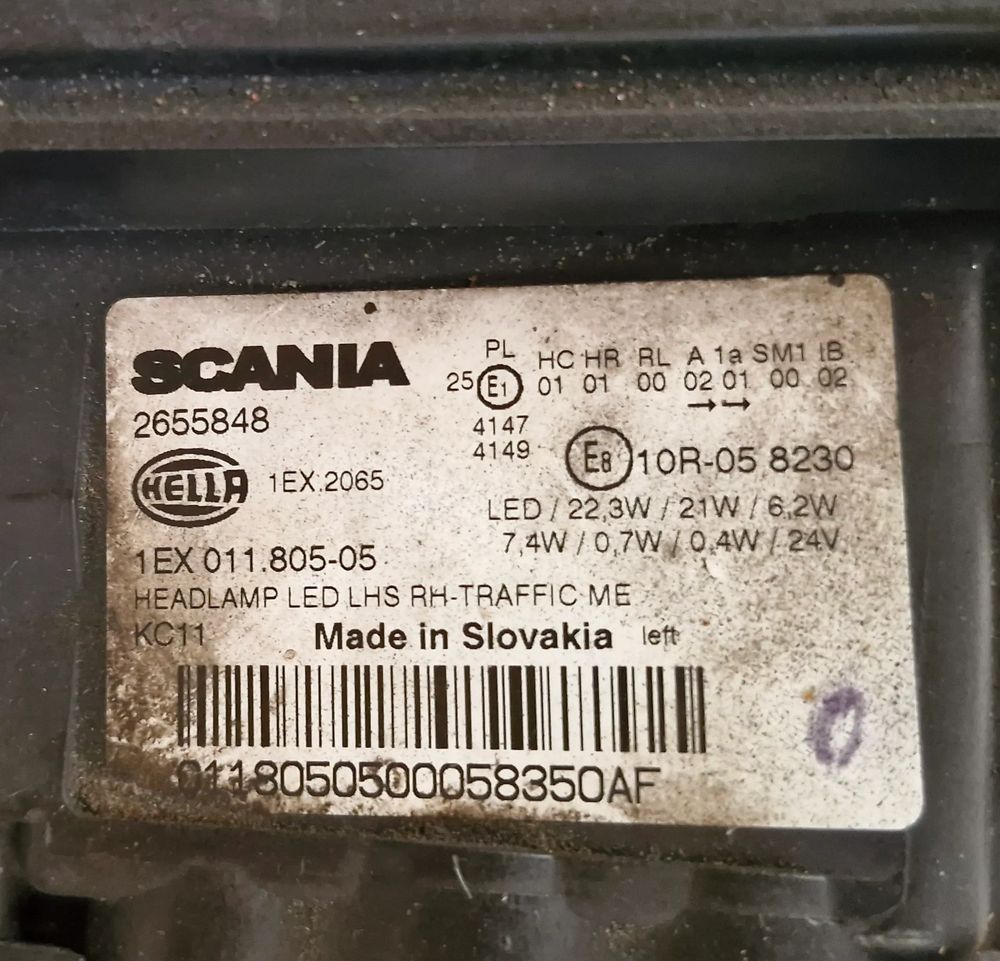 SCANIA
2655848
HELLA 1EX.2065
1EX 011.805-05
HEADLAMP LED LHS RH-TRAFFIC ME
KC11 Made in Slovakia left
PL HC HR RL A 1a SM1 IB
25 E1 01 01 00 02 01 00 02
→ →
4147
4149 E8 10R-05 8230
LED / 22,3W / 21W / 6,2W
7,4W / 0,7W / 0,4W / 24V
0118050500058350AF
0